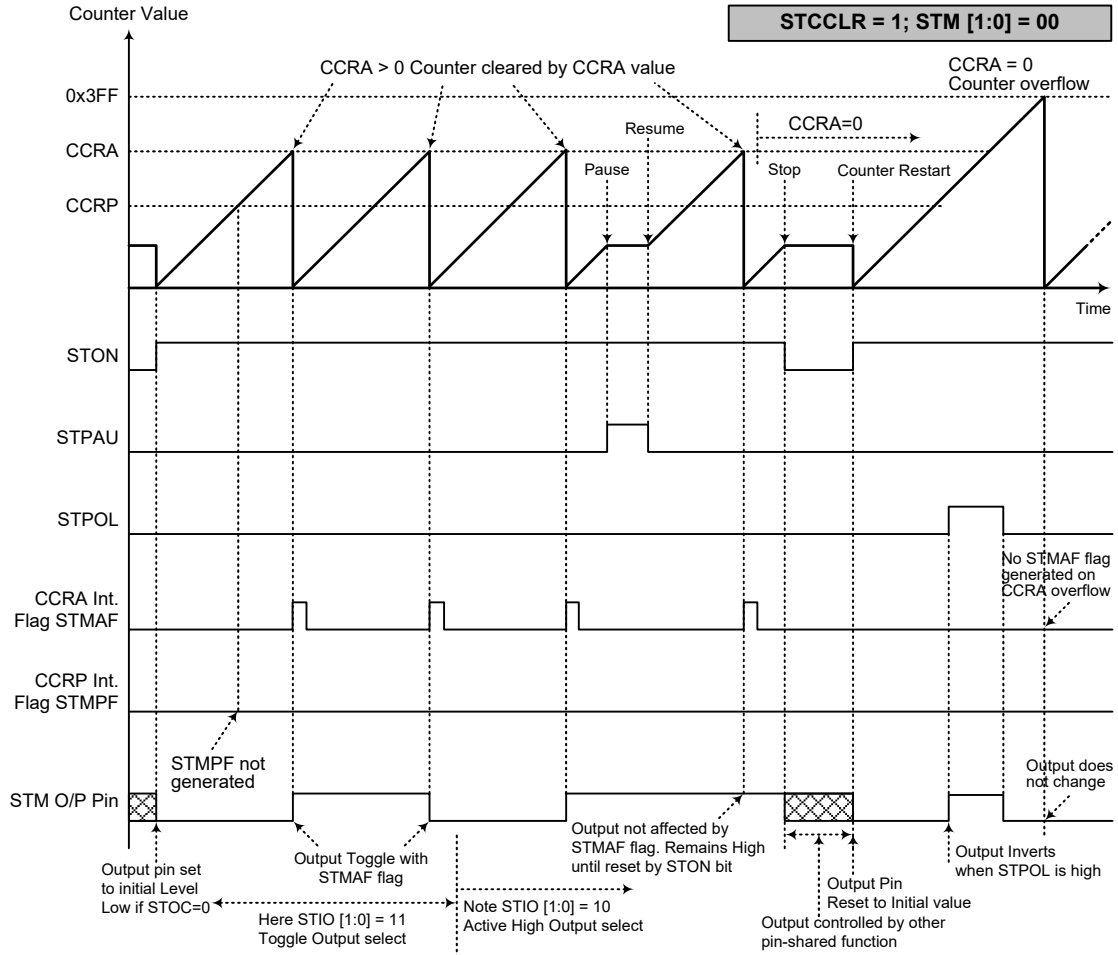 Counter Value
STCCLR = 1; STM [1:0] = 00
CCRA > 0 Counter cleared by CCRA value
CCRA = 0
Counter overflow
0x3FF
Resume
CCRA=0
CCRA
Pause
Stop
Counter Restart
CCRP
Time
STON
STPAU
STPOL
No STMAF flag
generated on
CCRA overflow
CCRA Int.
Flag STMAF
CCRP Int.
Flag STMPF
STMPF not
generated
Output does
not change
STM O/P Pin
Output pin set
to initial Level
Low if STOC=0
Output Toggle with
STMAF flag
Output not affected by
STMAF flag. Remains High
until reset by STON bit
Output Inverts
when STPOL is high
Output Pin
Reset to Initial value
Here STIO [1:0] = 11
Toggle Output select
Note STIO [1:0] = 10
Active High Output select
Output controlled by other
pin-shared function